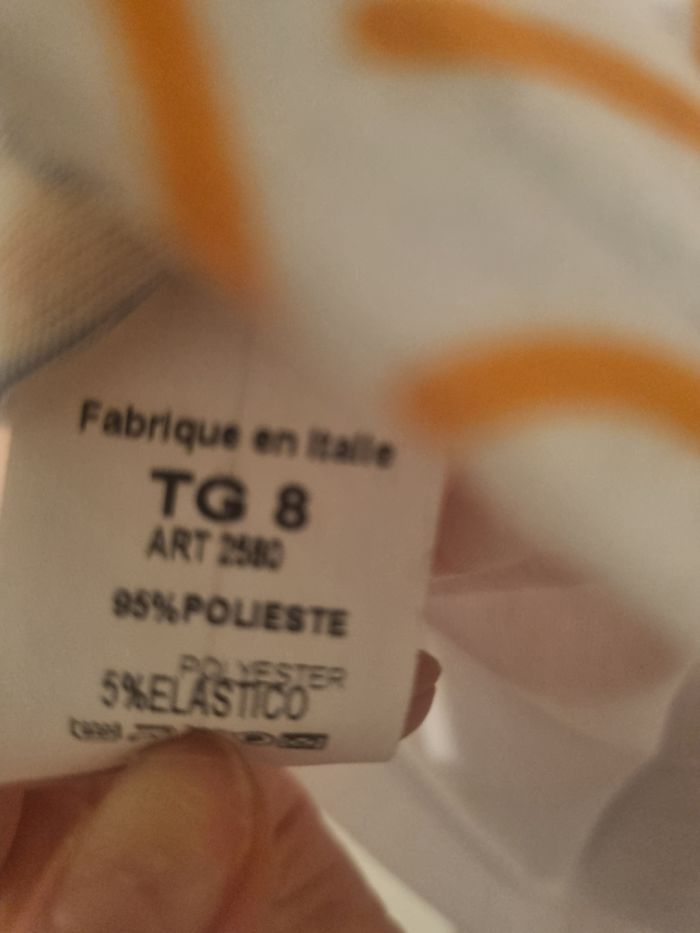 Fabrique en Italie
TG 8
ART 2580
95%POLIESTE
POLYESTER
5%ELASTICO